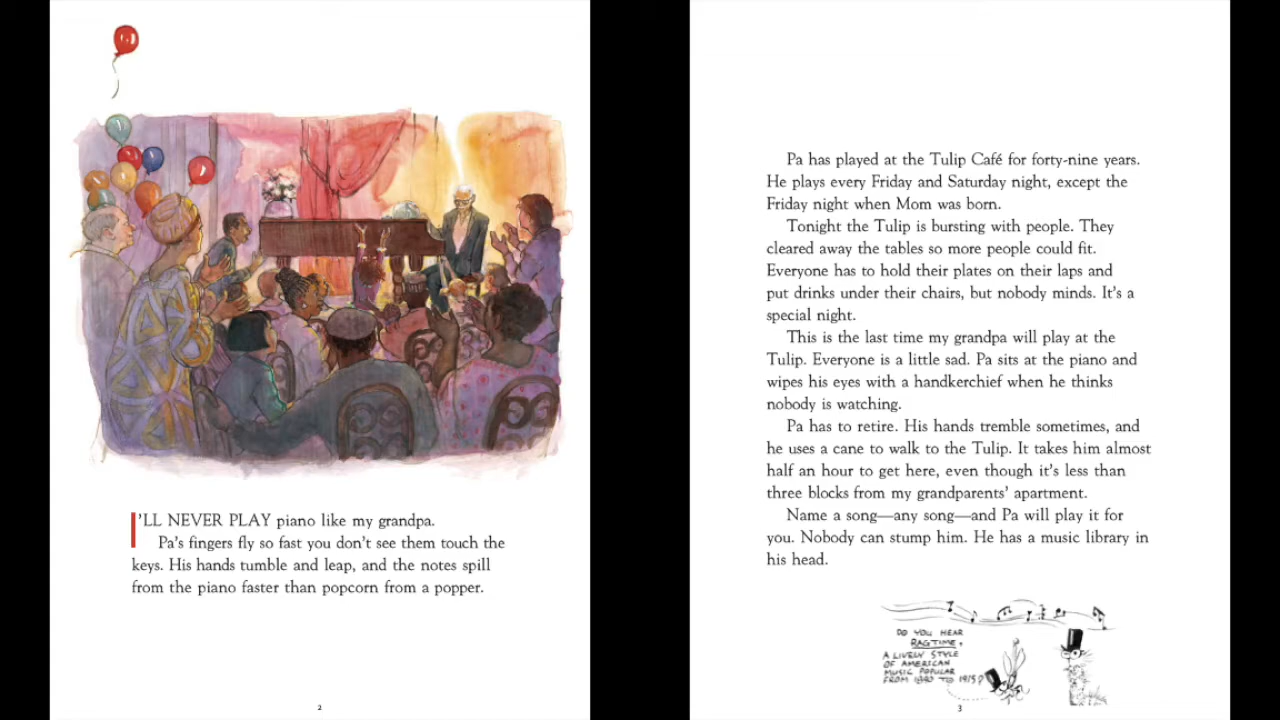 I'LL NEVER PLAY piano like my grandpa.
Pa's fingers fly so fast you don't see them touch the
keys. His hands tumble and leap, and the notes spill
from the piano faster than popcorn from a popper.
2
Pa has played at the Tulip Café for forty-nine years.
He plays every Friday and Saturday night, except the
Friday night when Mom was born.
Tonight the Tulip is bursting with people. They
cleared away the tables so more people could fit.
Everyone has to hold their plates on their laps and
put drinks under their chairs, but nobody minds. It's a
special night.
This is the last time my grandpa will play at the
Tulip. Everyone is a little sad. Pa sits at the piano and
wipes his eyes with a handkerchief when he thinks
nobody is watching.
Pa has to retire. His hands tremble sometimes, and
he uses a cane to walk to the Tulip. It takes him almost
half an hour to get here, even though it's less than
three blocks from my grandparents' apartment.
Name a song—any song—and Pa will play it for
you. Nobody can stump him. He has a music library in
his head.
DO YOU HEAR
RAGTIME,
A LIVELY STYLE
OF AMERICAN
MUSIC POPULAR
FROM 1890 TO 1915?
3